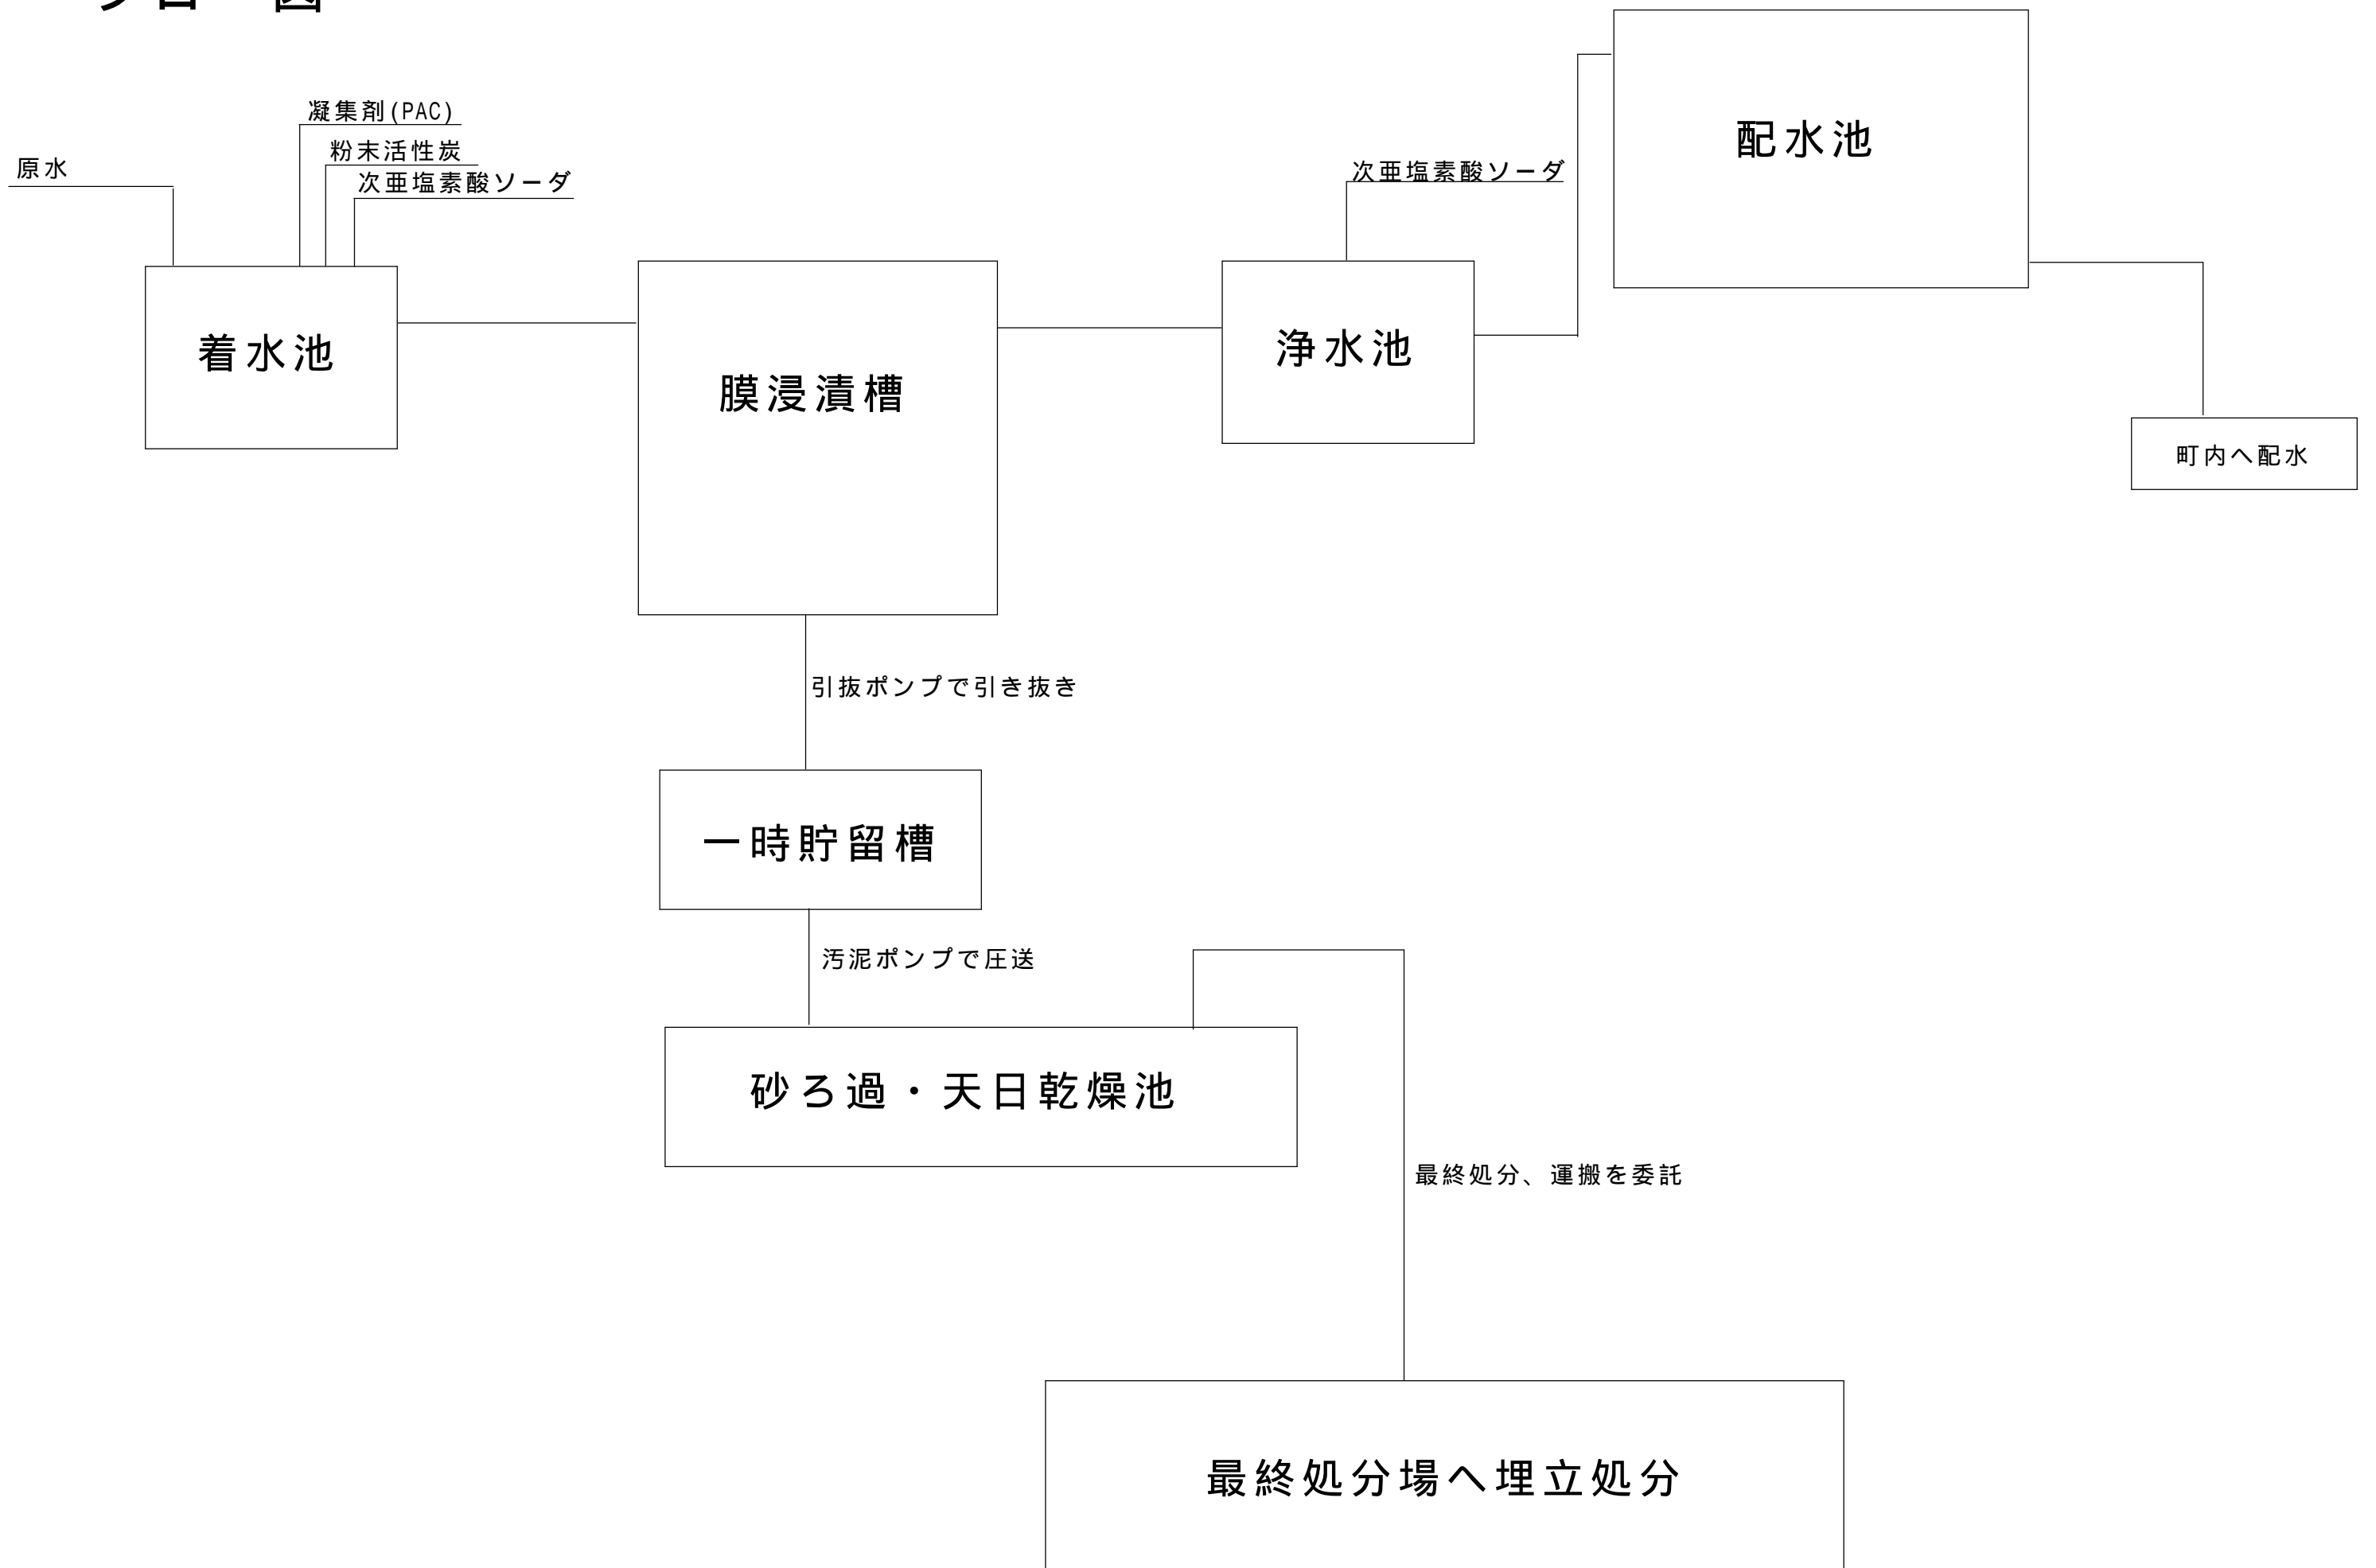 凝集剤(PAC)
粉末活性炭
原水
次亜塩素酸ソーダ
次亜塩素酸ソーダ
配水池
着水池
膜浸漬槽
浄水池
町内へ配水
引抜ポンプで引き抜き
一時貯留槽
汚泥ポンプで圧送
砂ろ過・天日乾燥池
最終処分、運搬を委託
最終処分場へ埋立処分